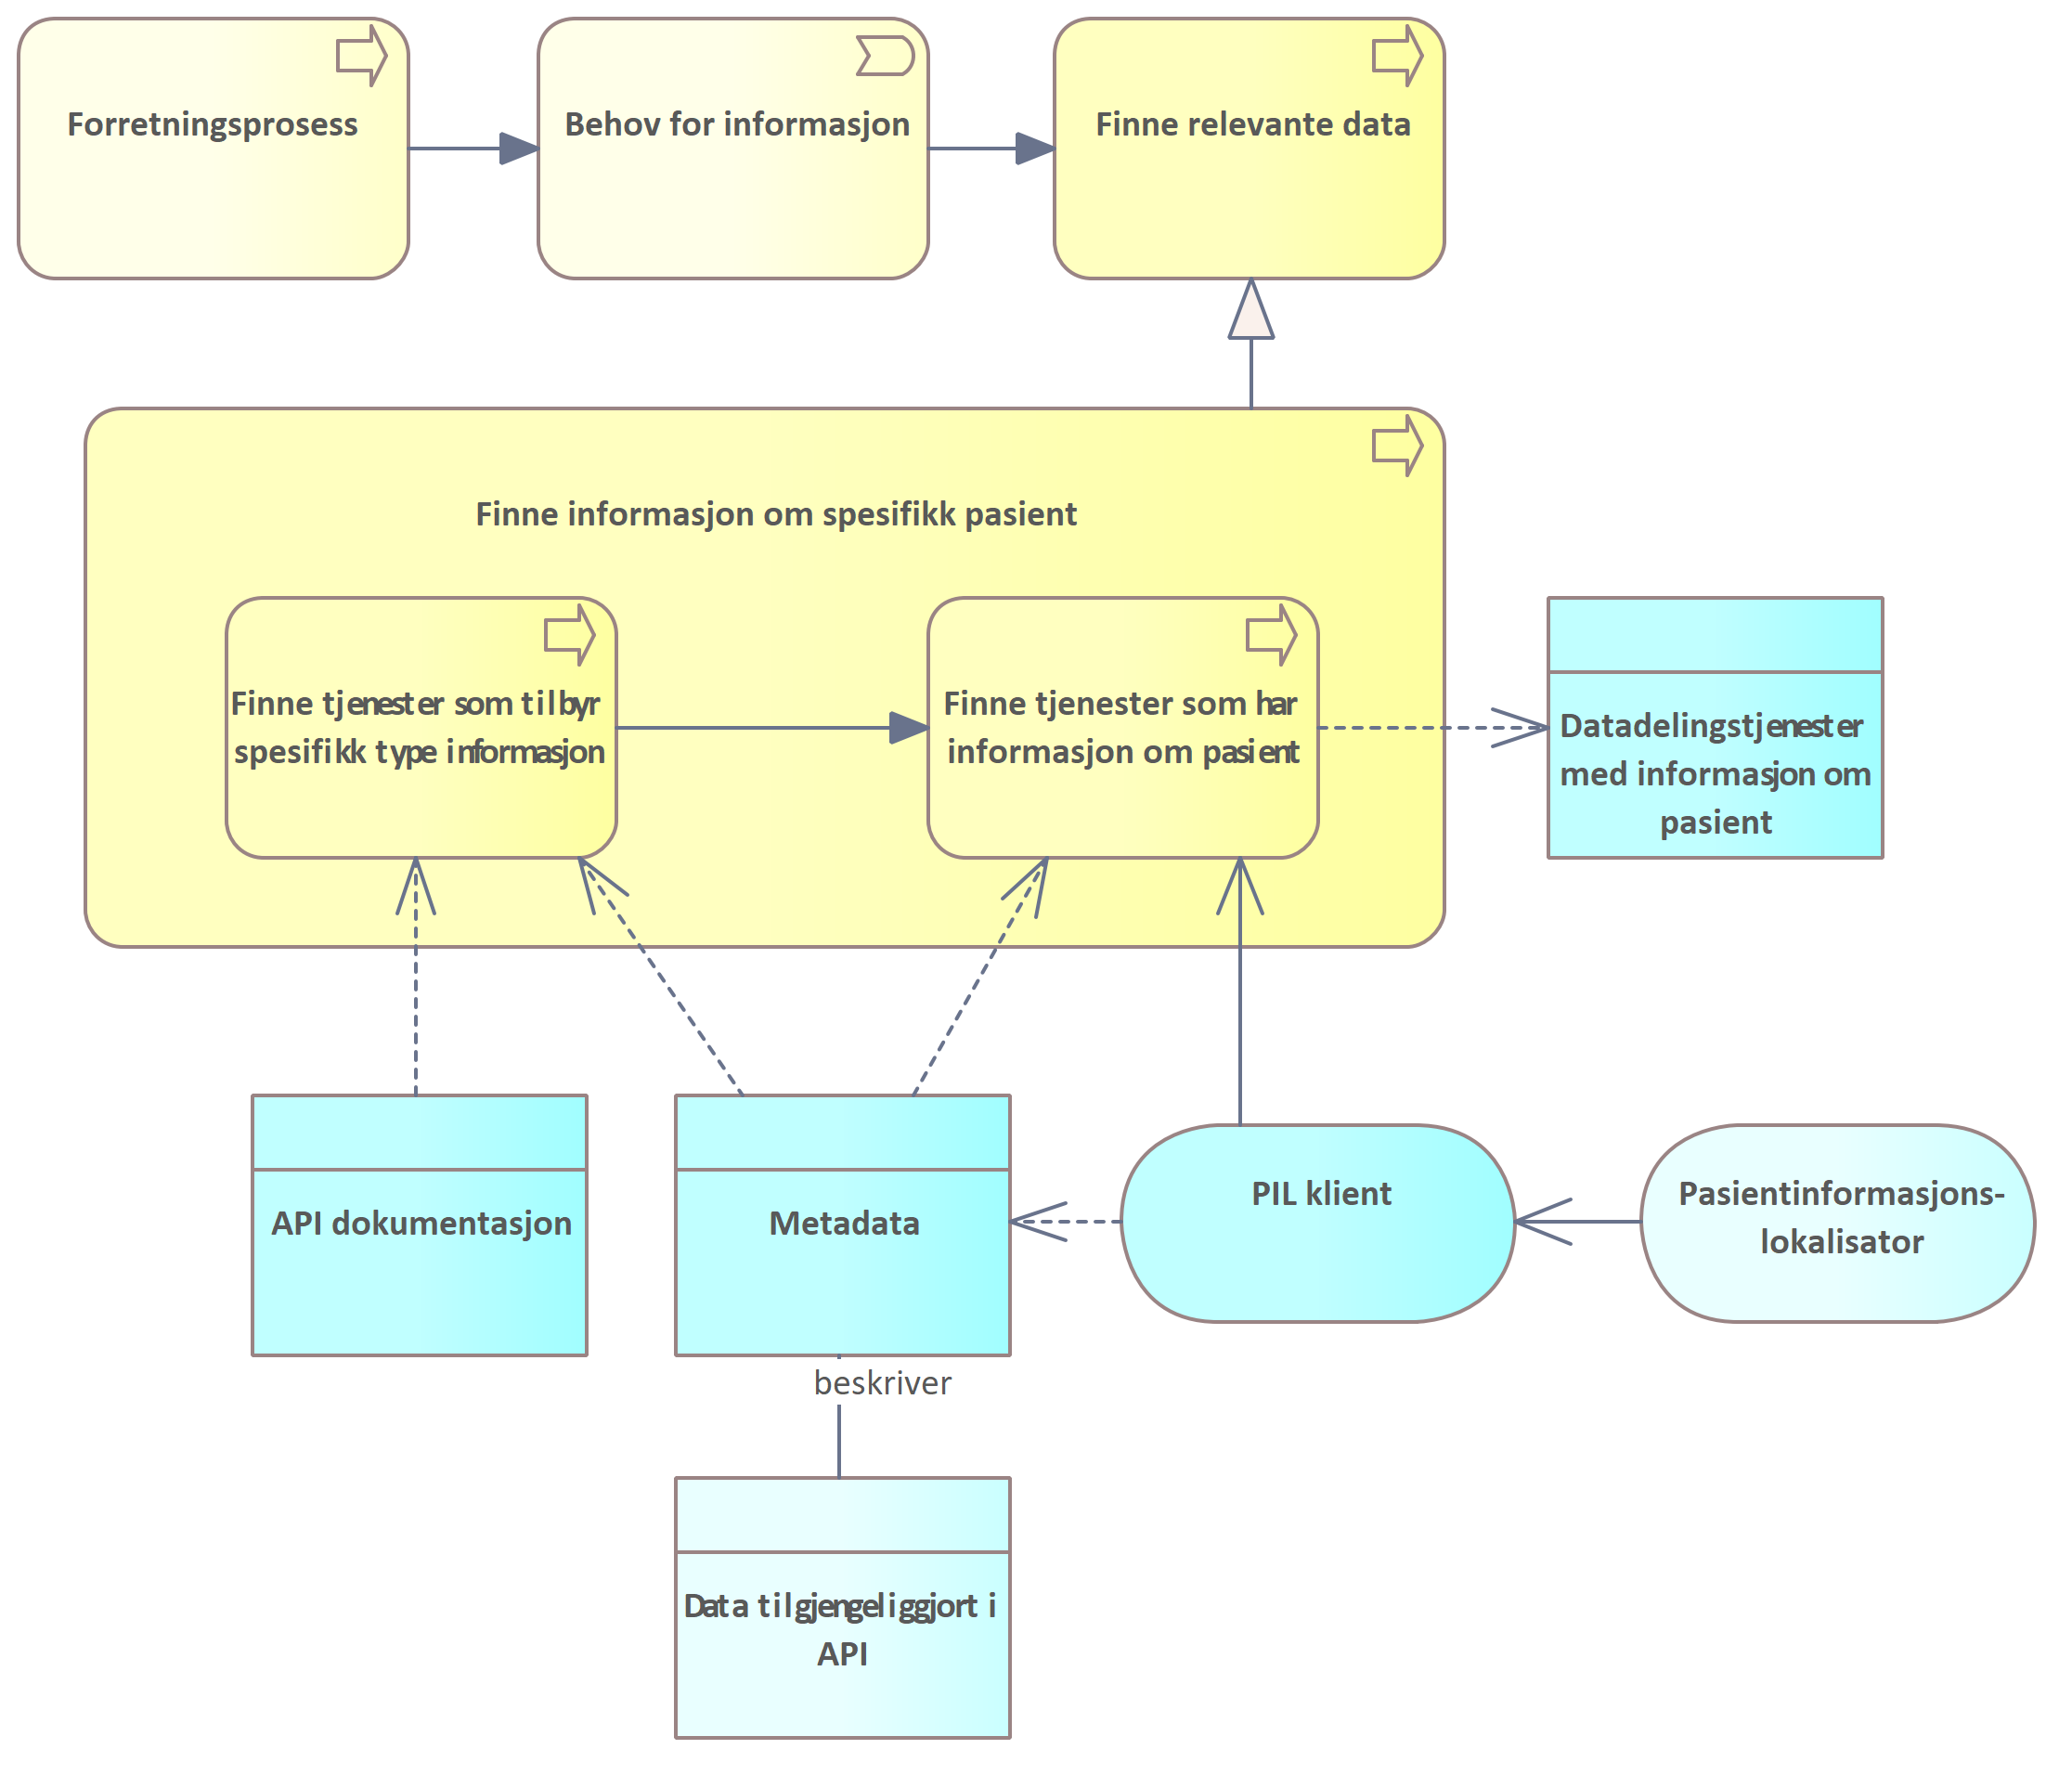 Forretningsprosess
Behov for informasjon
Finne relevante data
Finne informasjon om spesifikk pasient
Finne tjenester som tilbyr
spesifikk type informasjon
Finne tjenester som har
informasjon om pasient
Datadelingstjenester
med informasjon om
pasient
API dokumentasjon
Metadata
PIL klient
Pasientinformasjons-
lokalisator
beskriver
Data tilgjengeliggjort i
API